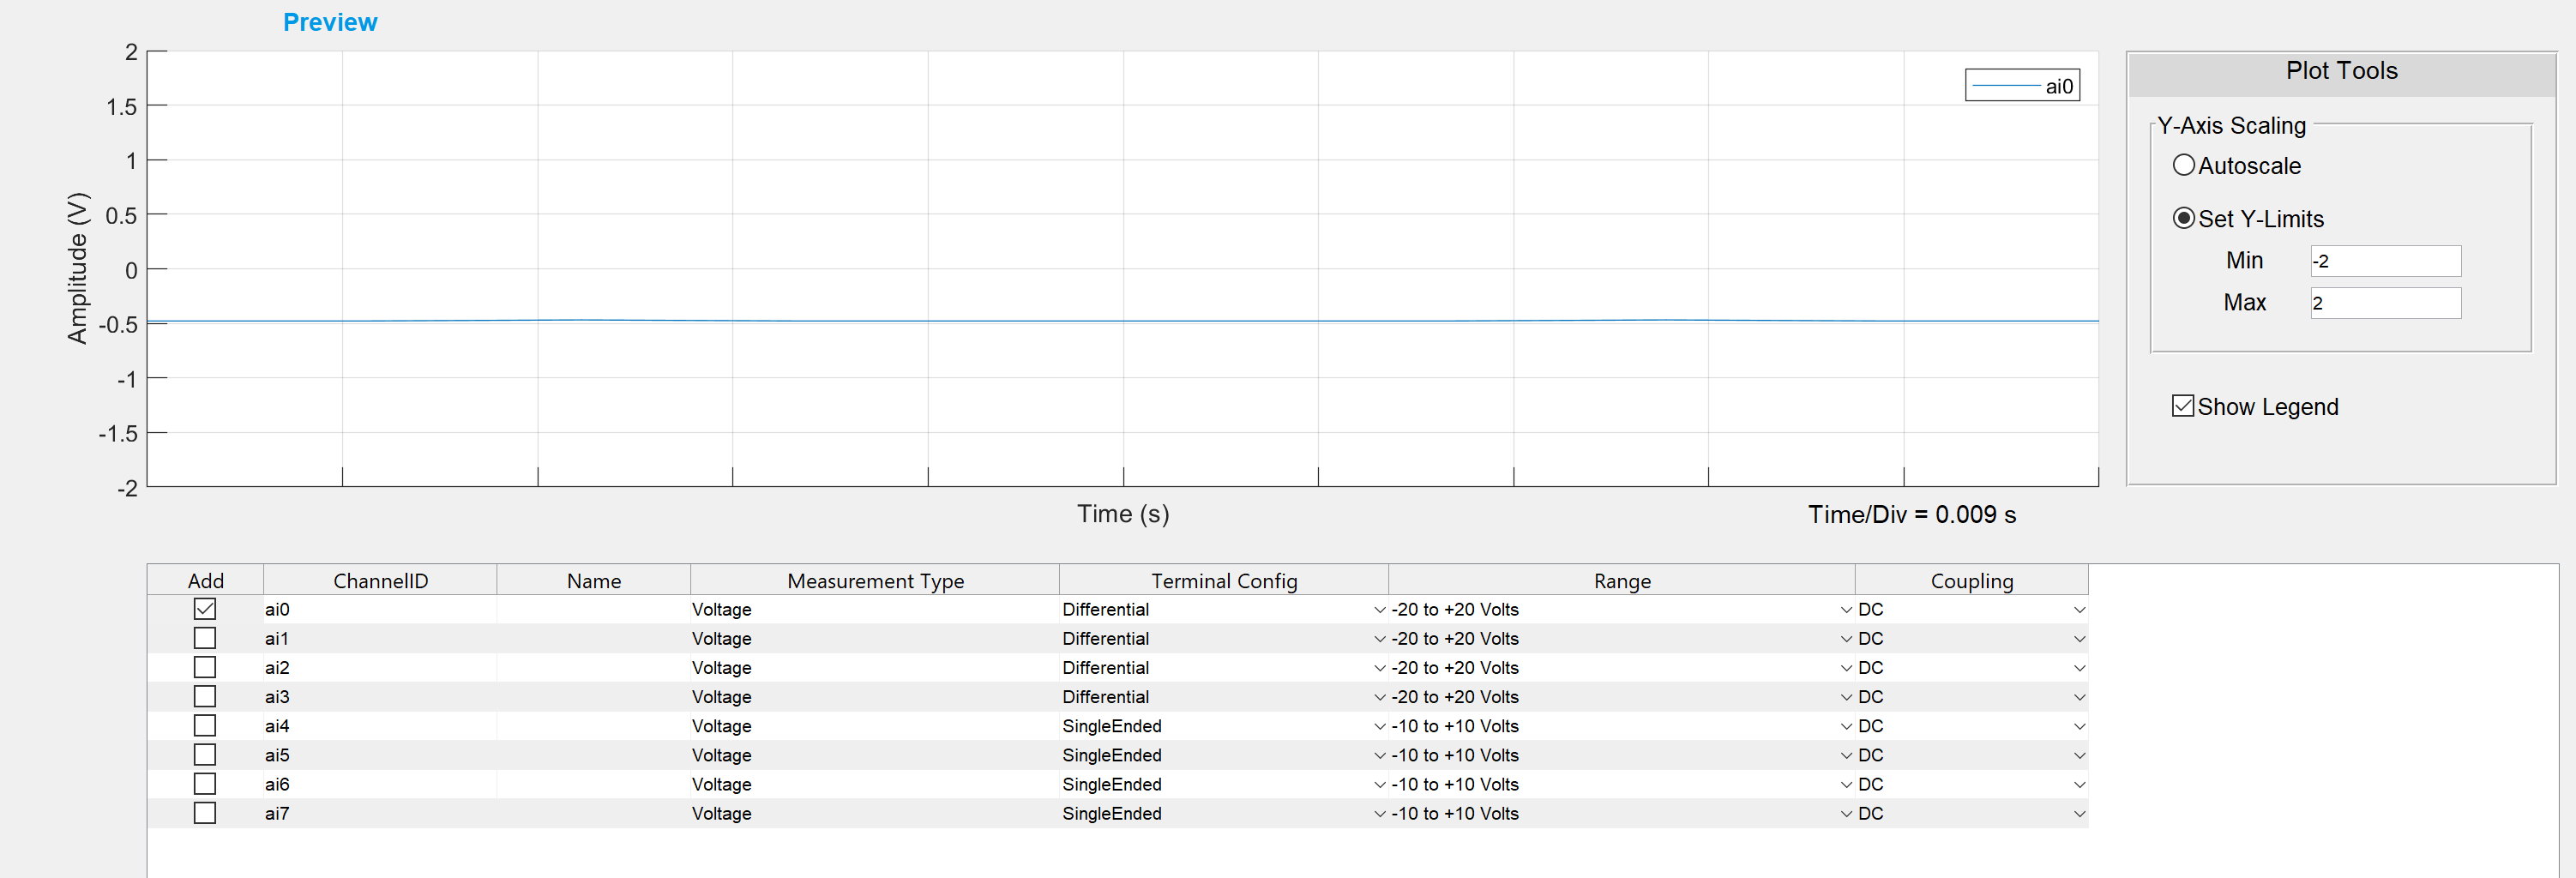 Preview
2
1.5
1
0.5
0
-0.5
-1
-1.5
-2
Amplitude (V)
ai0
Time (s)
Time/Div = 0.009 s
Plot Tools
Y-Axis Scaling
Autoscale
Set Y-Limits
Min -2
Max 2
Show Legend
Add ChannelID Name Measurement Type Terminal Config Range Coupling
ai0 Voltage Differential -20 to +20 Volts DC
ai1 Voltage Differential -20 to +20 Volts DC
ai2 Voltage Differential -20 to +20 Volts DC
ai3 Voltage Differential -20 to +20 Volts DC
ai4 Voltage SingleEnded -10 to +10 Volts DC
ai5 Voltage SingleEnded -10 to +10 Volts DC
ai6 Voltage SingleEnded -10 to +10 Volts DC
ai7 Voltage SingleEnded -10 to +10 Volts DC